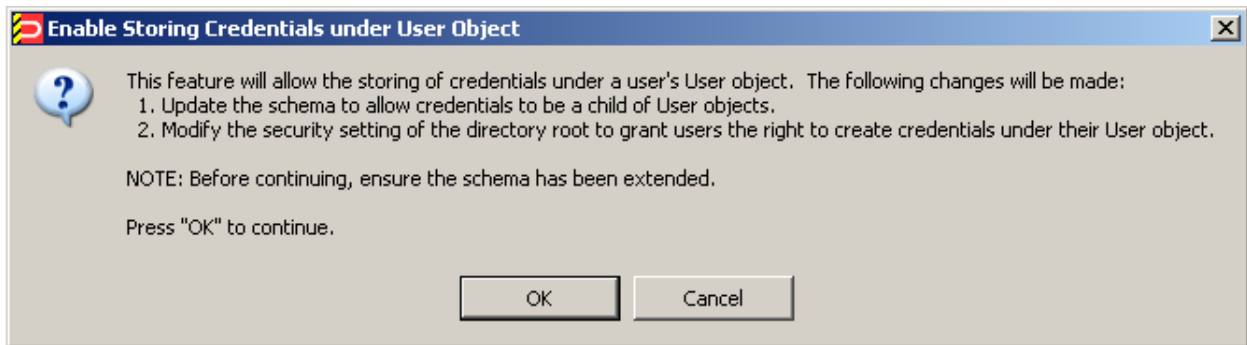 Enable Storing Credentials under User Object
This feature will allow the storing of credentials under a user's User object. The following changes will be made:
1. Update the schema to allow credentials to be a child of User objects.
2. Modify the security setting of the directory root to grant users the right to create credentials under their User object.
NOTE: Before continuing, ensure the schema has been extended.
Press "OK" to continue.
OK
Cancel